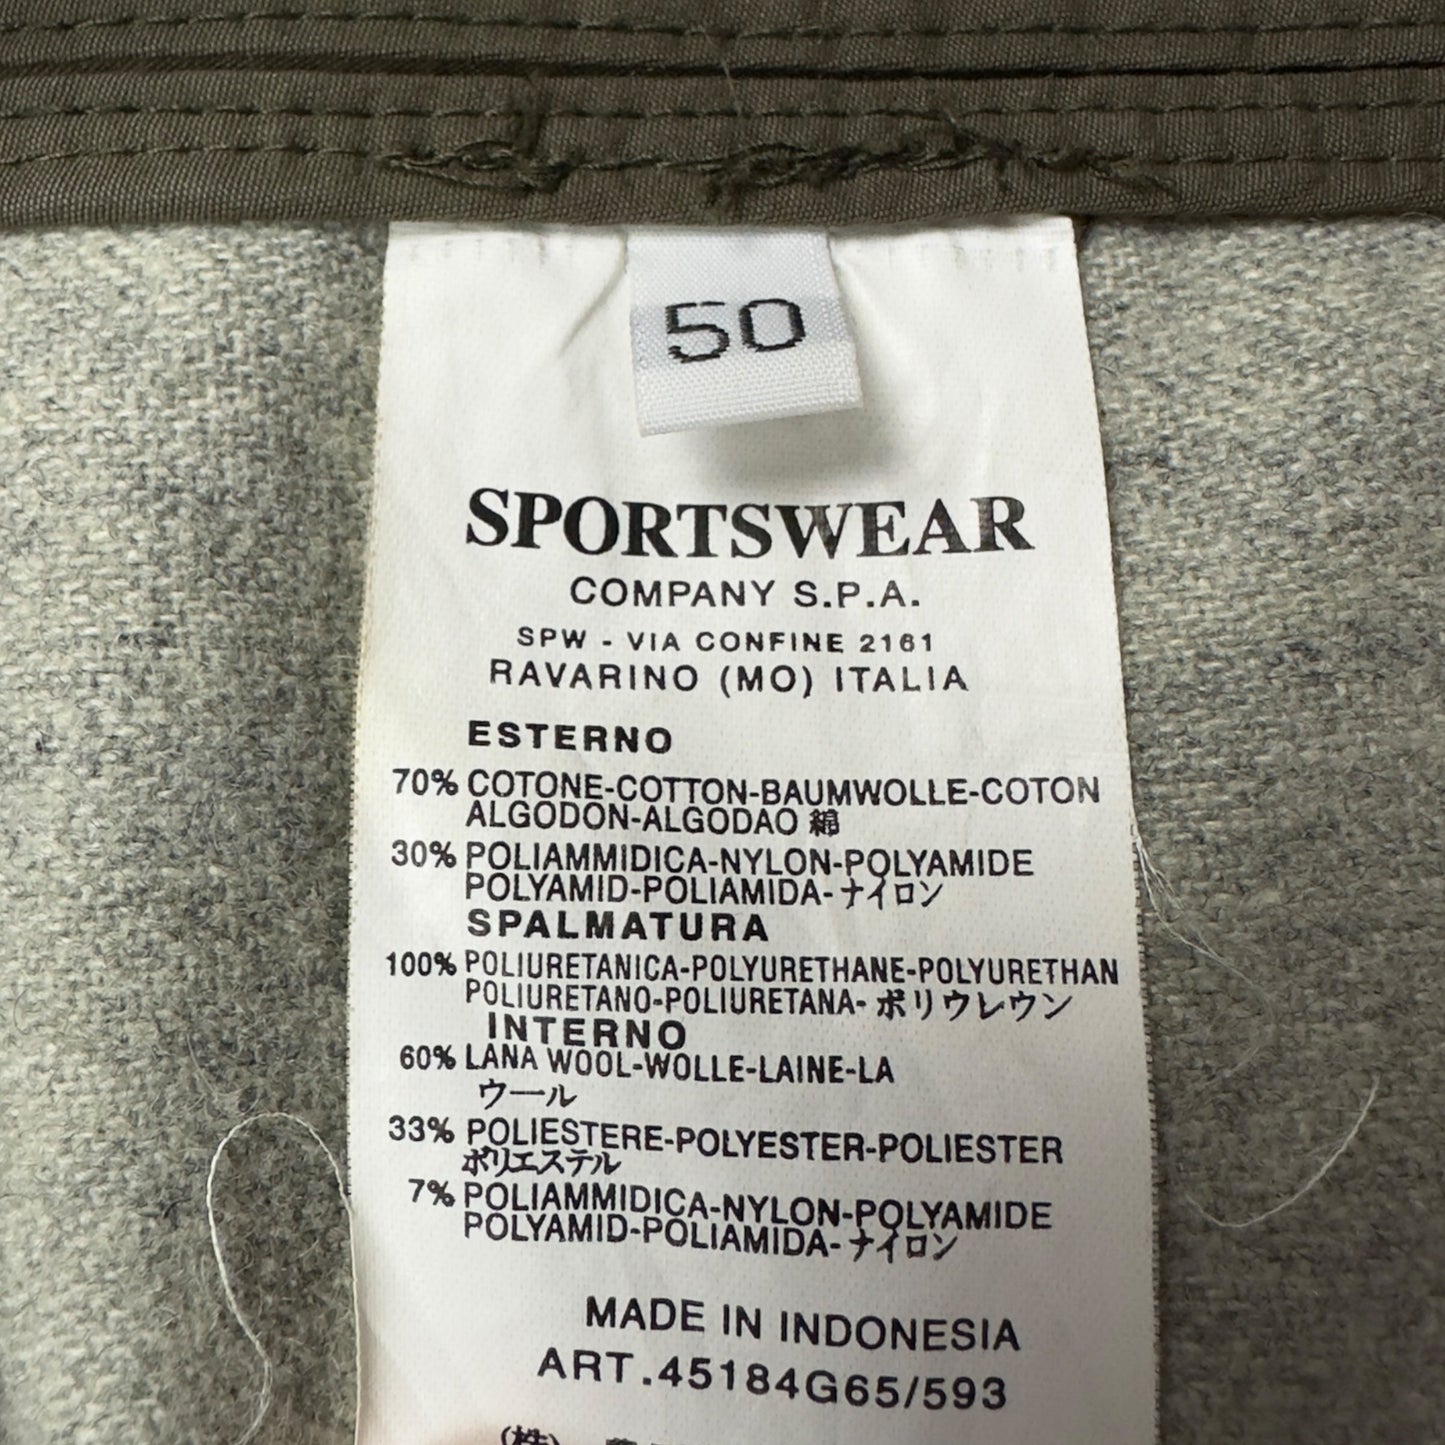 50
SPORTSWEAR
COMPANY S.P.A.
SPW - VIA CONFINE 2161
RAVARINO (MO) ITALIA
ESTERNO
70% COTONE-COTTON-BAUMWOLLE-COTON
ALGODON-ALGODAO 綿
30% POLIAMMIDICA-NYLON-POLYAMIDE
POLYAMID-POLIAMIDA-ナイロン
SPALMATURA
100% POLIURETANICA-POLYURETHANE-POLYURETHAN
POLIURETANO-POLIURETANA-ポリウレウン
INTERNO
60% LANA WOOL-WOLLE-LAINE-LA
ウール
33% POLIESTERE-POLYESTER-POLIESTER
ポリエステル
7% POLIAMMIDICA-NYLON-POLYAMIDE
POLYAMID-POLIAMIDA-ナイロン
MADE IN INDONESIA
ART.45184G65/593
(株)